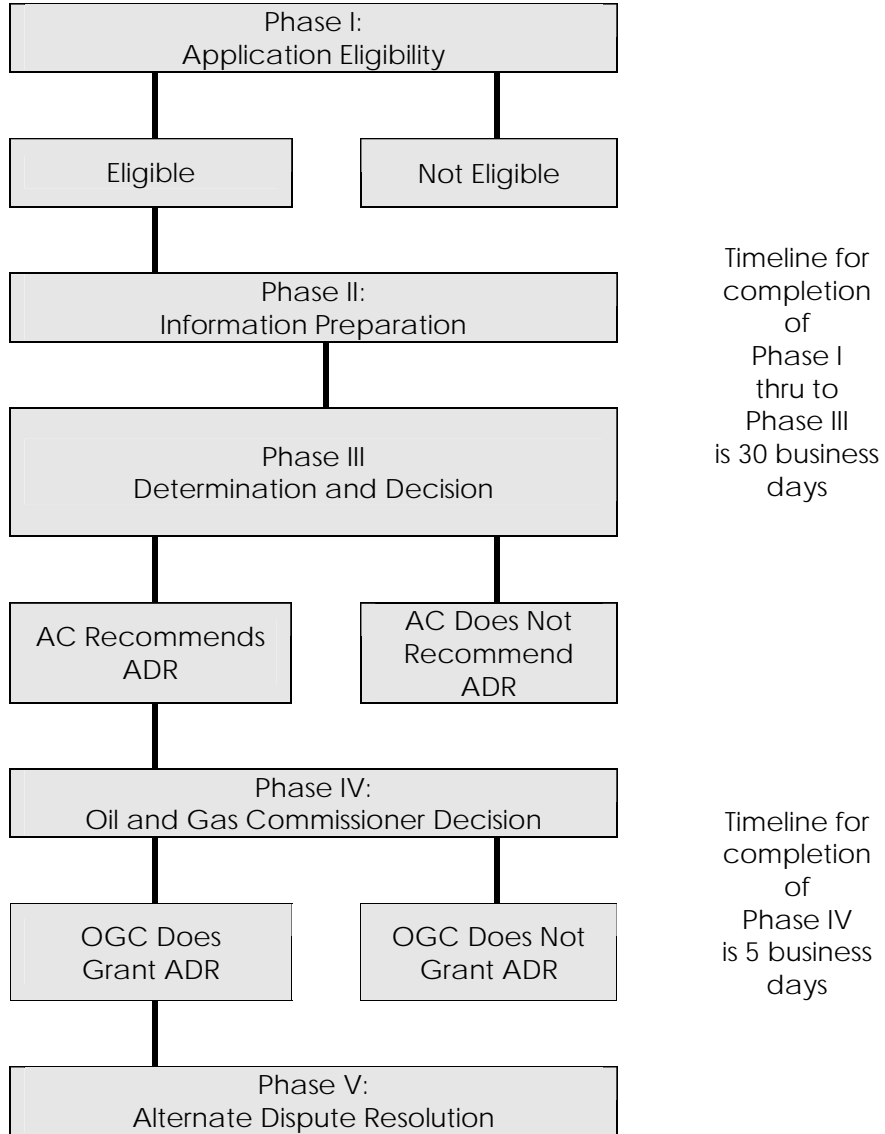 Phase I:
Application Eligibility
Eligible
Not Eligible
Phase II:
Information Preparation
Timeline for
completion
of
Phase I
thru to
Phase III
is 30 business
days
Phase III
Determination and Decision
AC Recommends
ADR
AC Does Not
Recommend
ADR
Phase IV:
Oil and Gas Commissioner Decision
OGC Does
Grant ADR
OGC Does Not
Grant ADR
Timeline for
completion
of
Phase IV
is 5 business
days
Phase V:
Alternate Dispute Resolution